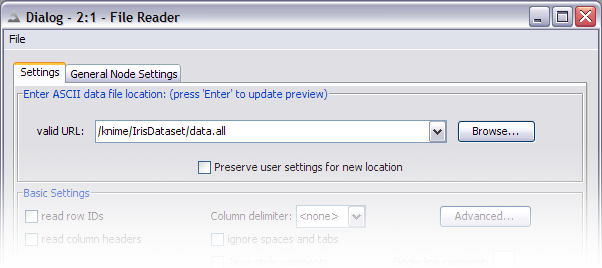 Dialog - 2:1 - File Reader
File
Settings General Node Settings
Enter ASCII data file location: (press 'Enter' to update preview)
valid URL: /knime/IrisDataset/data.all Browse...
Preserve user settings for new location
Basic Settings
read row IDs Column delimiter: <none> Advanced...
read column headers ignore spaces and tabs